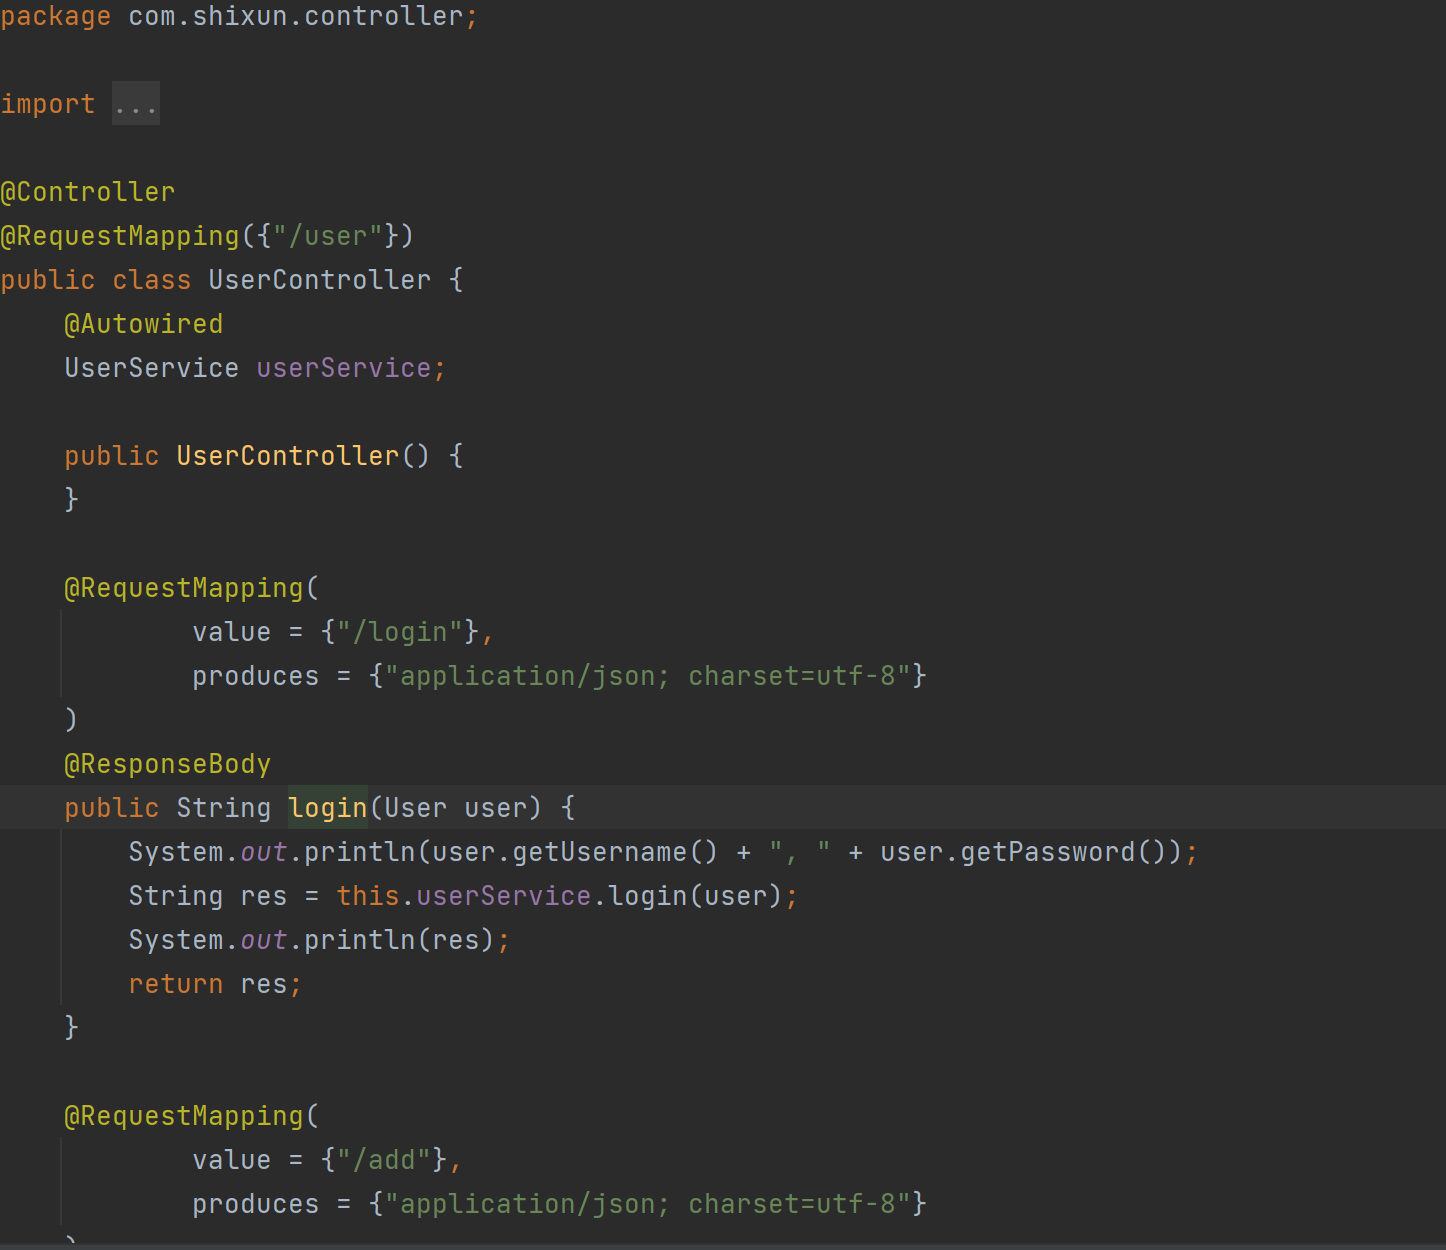 package com.shixun.controller;
import ...
@Controller
@RequestMapping({"/user"})
public class UserController {
@Autowired
UserService userService;
public UserController() {
}
@RequestMapping(
value = {"/login"},
produces = {"application/json; charset=utf-8"}
)
@ResponseBody
public String login(User user) {
System.out.println(user.getUsername() + ", " + user.getPassword());
String res = this.userService.login(user);
System.out.println(res);
return res;
}
@RequestMapping(
value = {"/add"},
produces = {"application/json; charset=utf-8"}
)